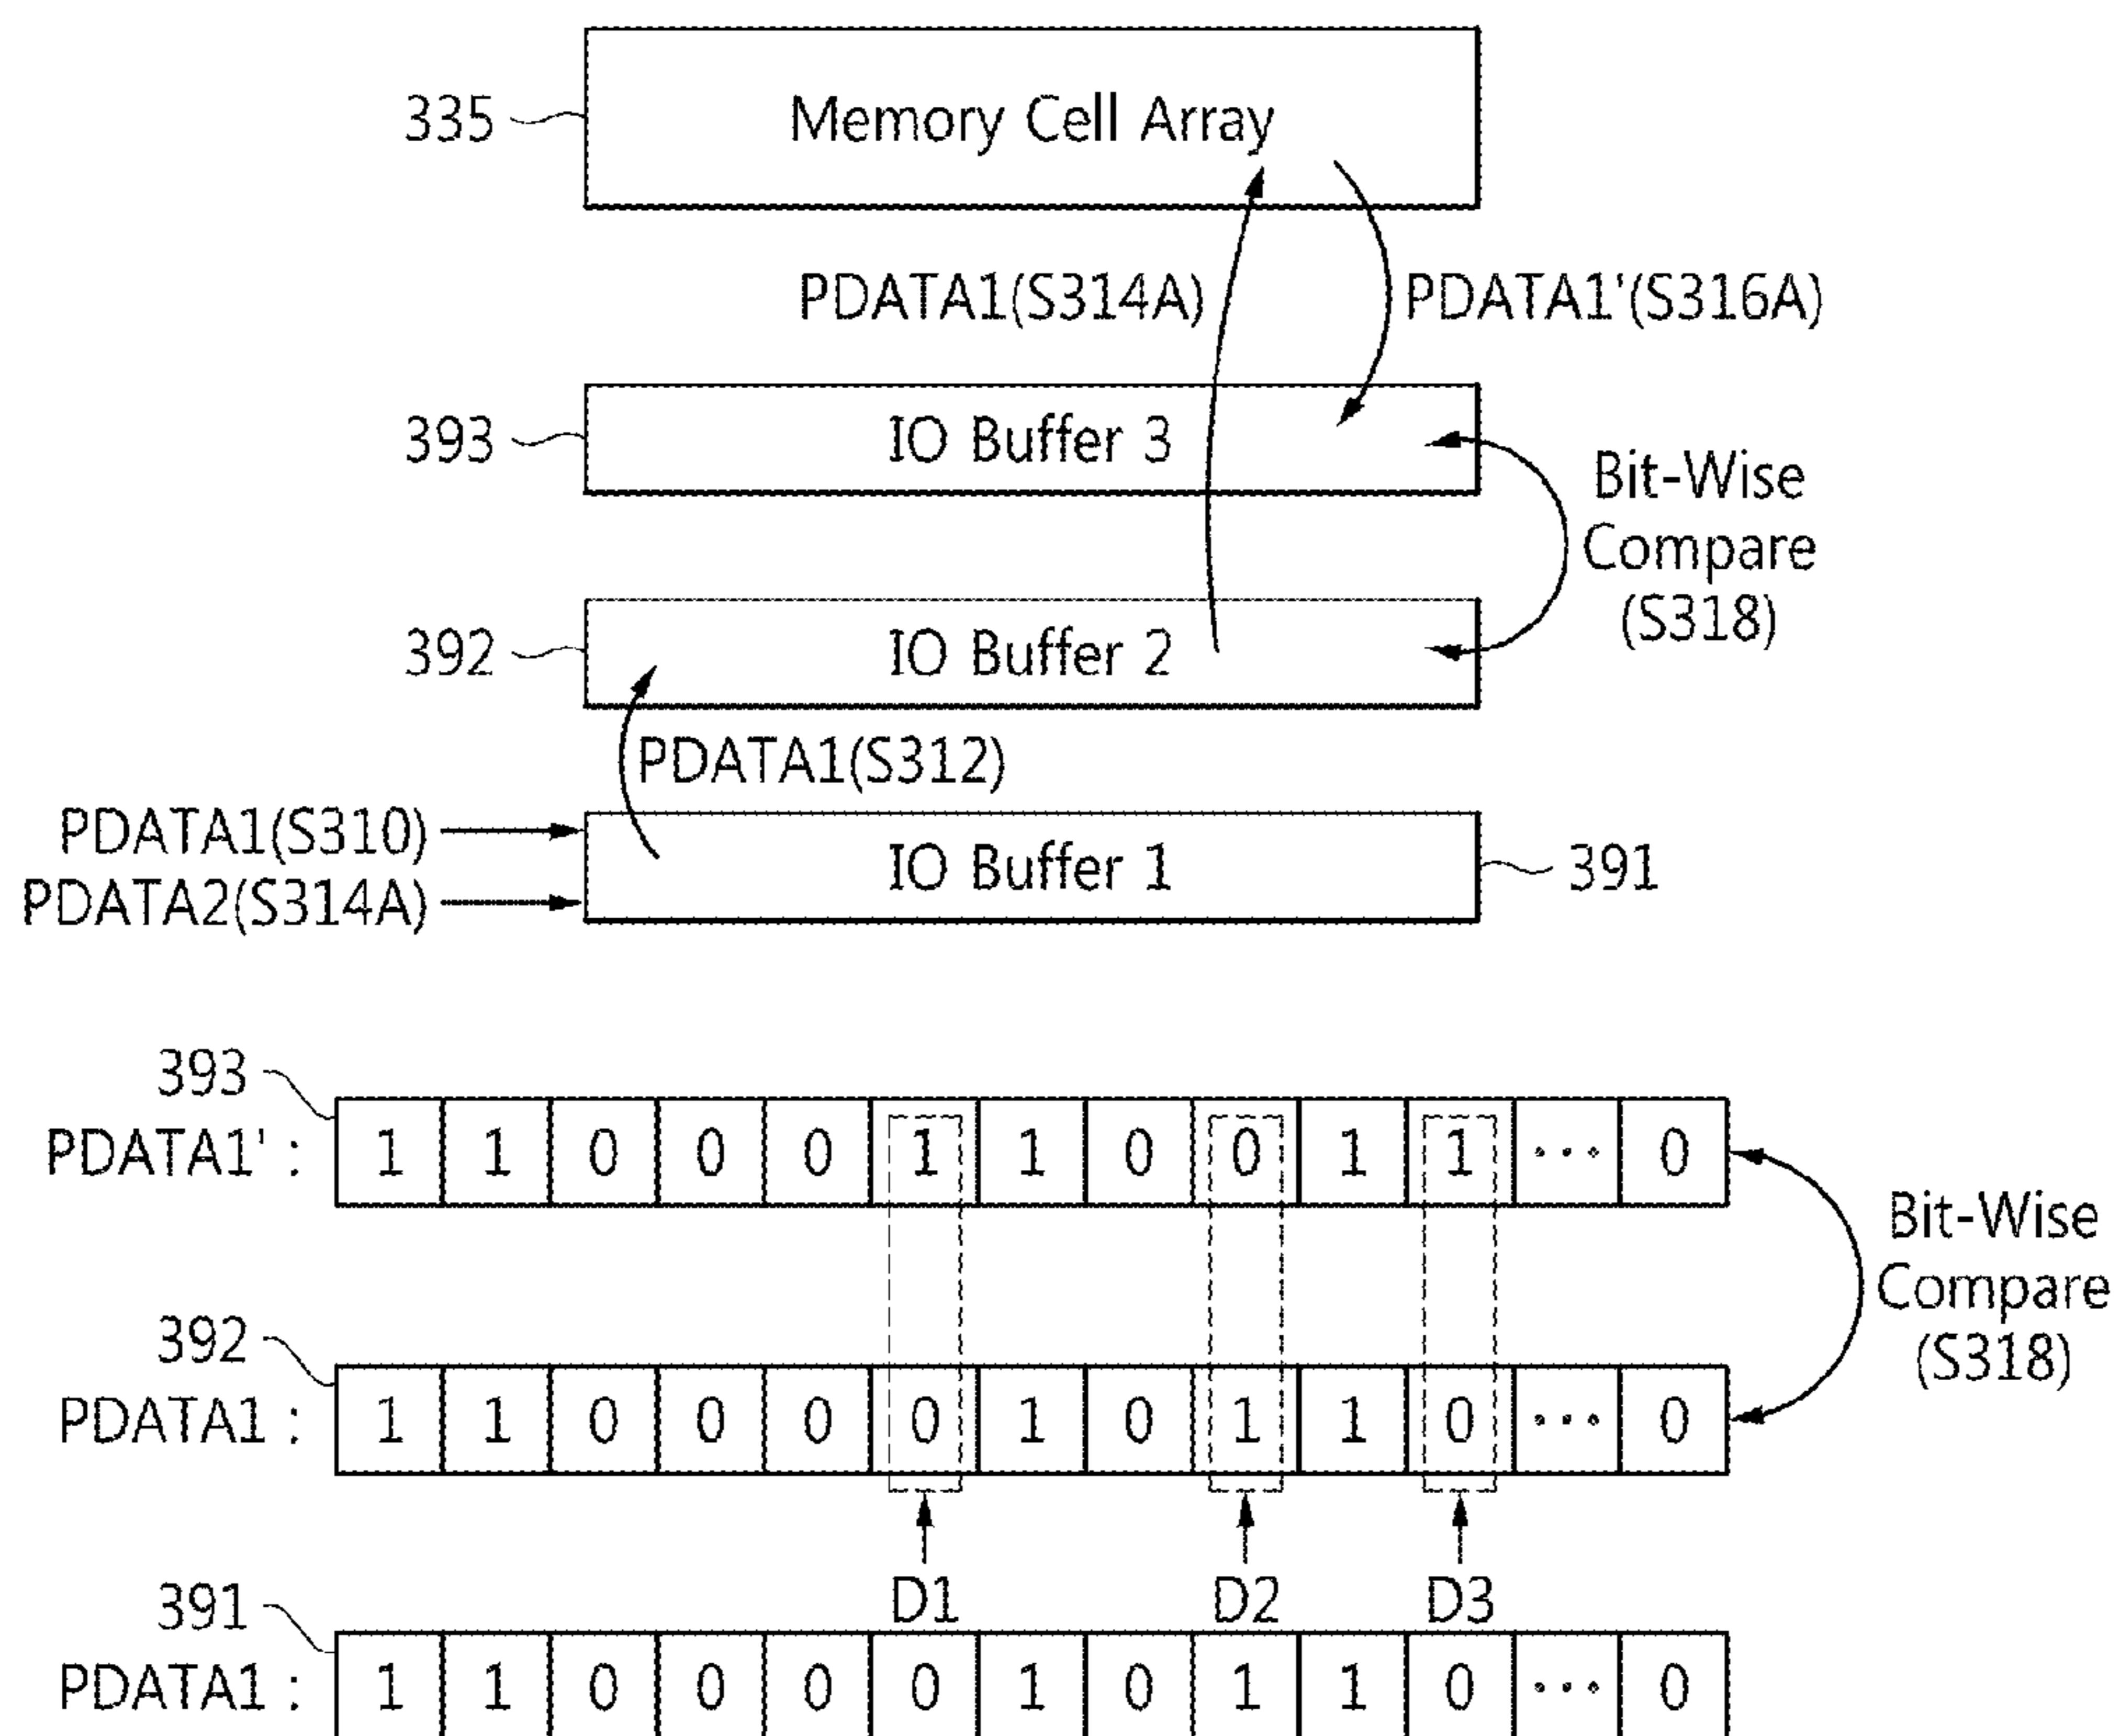 335 Memory Cell Array
PDATA1(S314A) PDATA1'(S316A)
393 IO Buffer 3
Bit-Wise
Compare
(S318)
392 IO Buffer 2
PDATA1(S312)
PDATA1(S310)
PDATA2(S314A)
IO Buffer 1 391
393
PDATA1' : 1 1 0 0 0 1 1 0 0 1 1 ··· 0
Bit-Wise
Compare
(S318)
392
PDATA1 : 1 1 0 0 0 0 1 0 1 1 0 ··· 0
D1 D2 D3
391
PDATA1 : 1 1 0 0 0 0 1 0 1 1 0 ··· 0